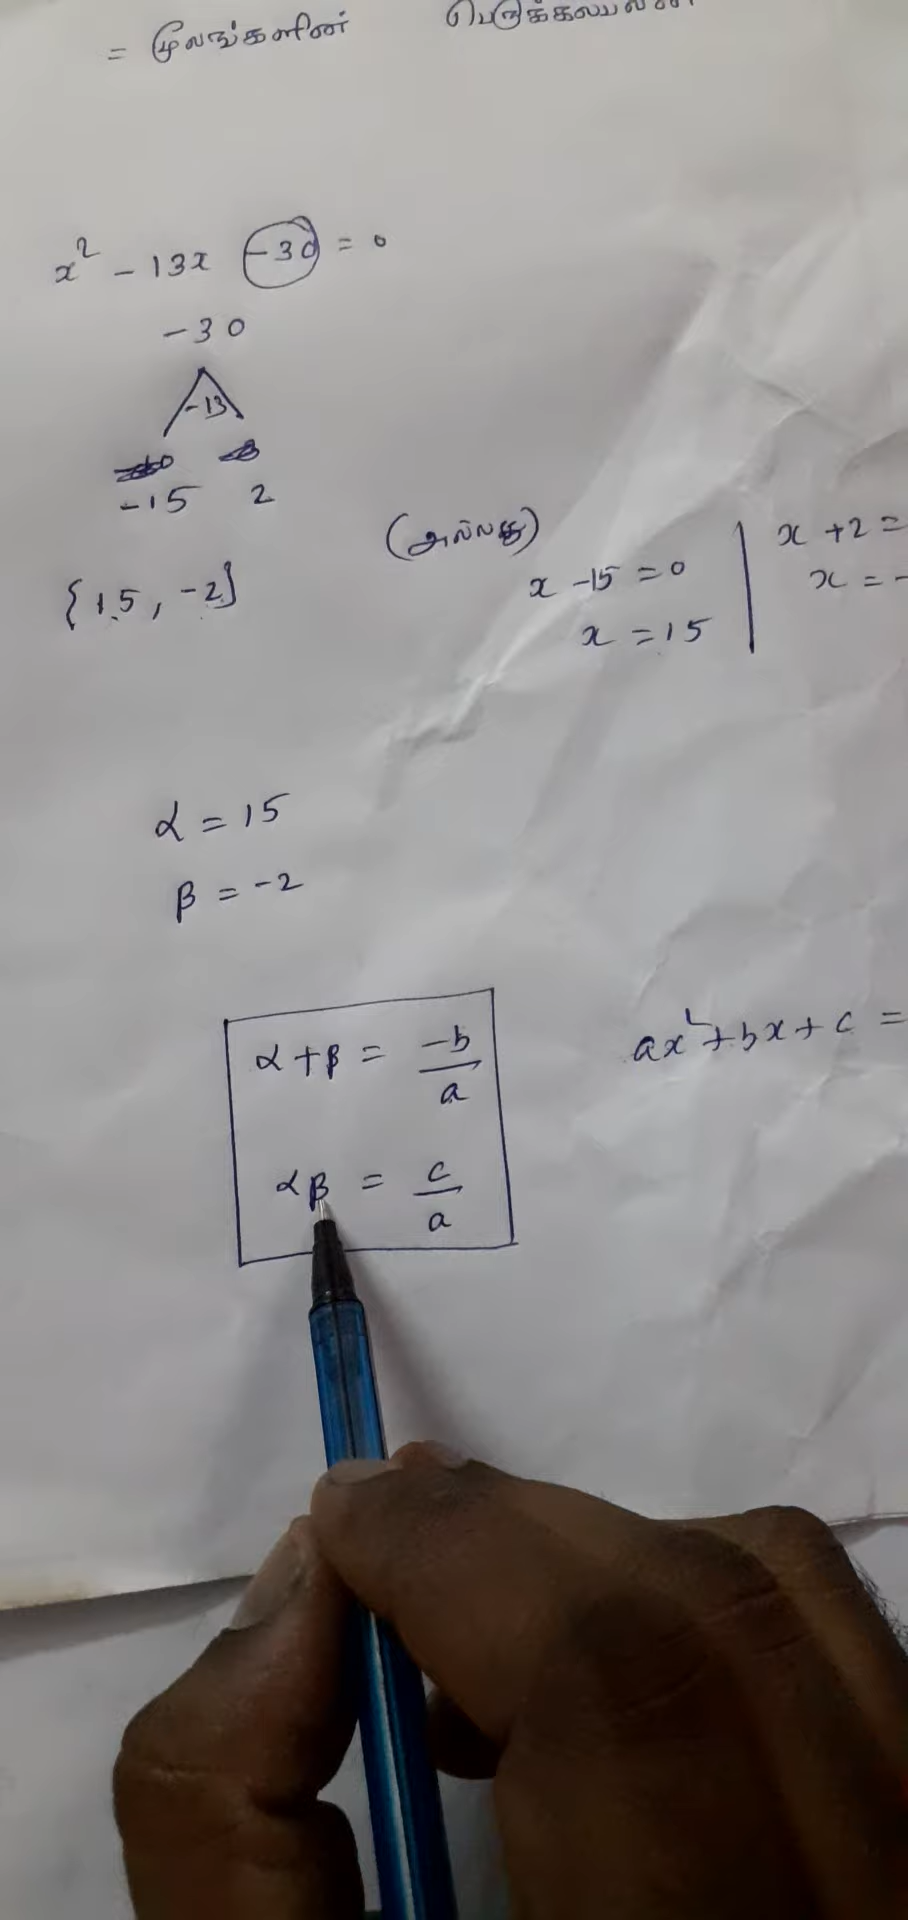 = மூலங்களின்
x² - 13x -30 = 0
-30
-13
-15 2
{15, -2}
(அல்லது)
x -15 = 0 | x +2 =
x = 15 | x = -
α = 15
β = -2
α + β = -b/a
ax² + bx + c =
αβ = c/a